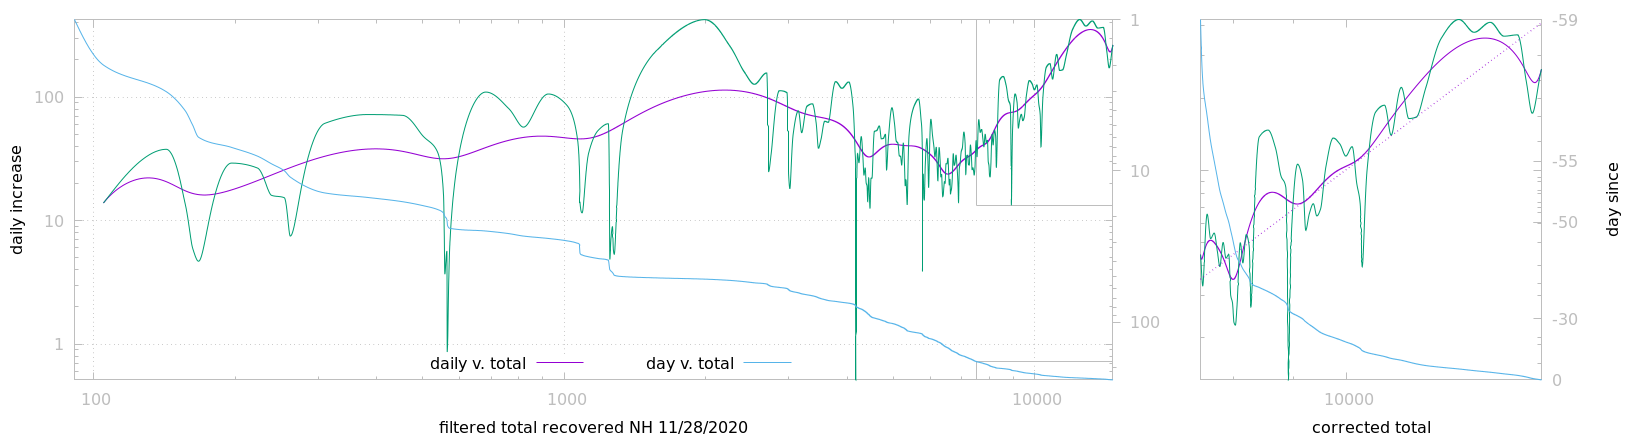 daily increase
100
10
1
100
1000
10000
filtered total recovered NH 11/28/2020
daily v. total
day v. total
1
10
100
-59
-55
-50
-30
0
day since
10000
corrected total